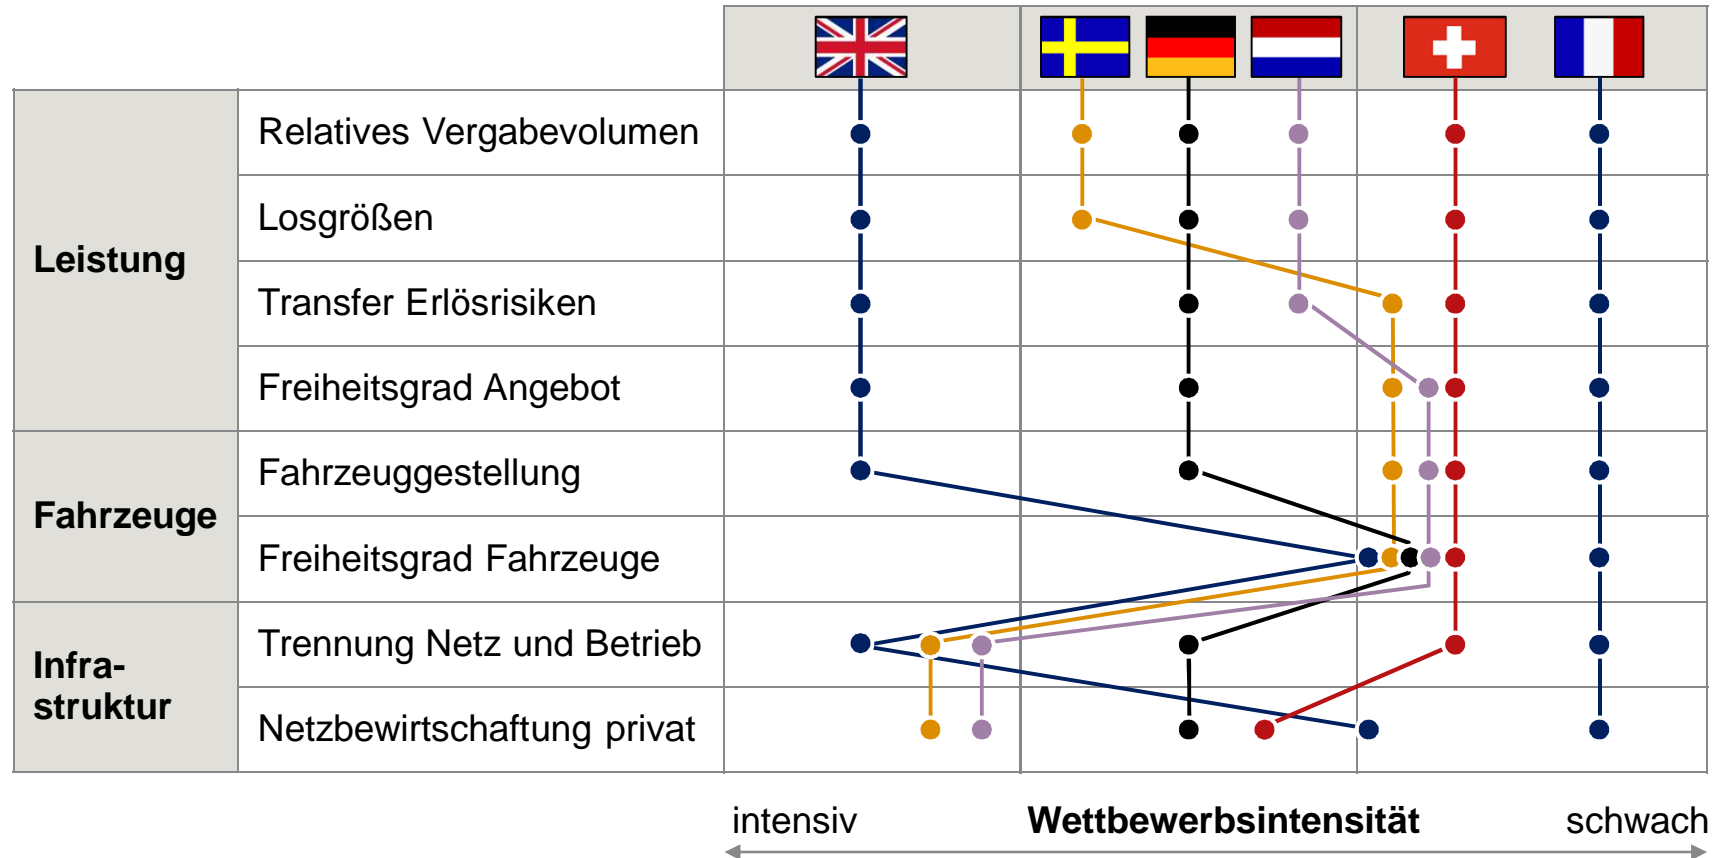 Leistung
Relatives Vergabevolumen
Losgrößen
Transfer Erlösrisiken
Freiheitsgrad Angebot
Fahrzeuge
Fahrzeuggestellung
Freiheitsgrad Fahrzeuge
Infra-
struktur
Trennung Netz und Betrieb
Netzbewirtschaftung privat
intensiv Wettbewerbsintensität schwach